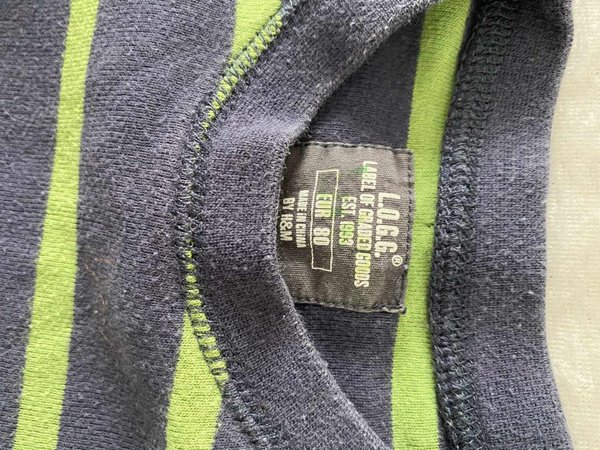 L.O.G.G.®
LABEL OF GRADED GOODS
EST. 1993
EUR 80
MADE IN CHINA
BY H&M